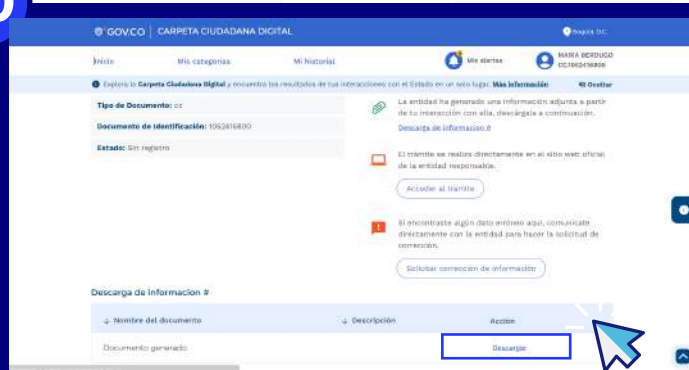 GOV.CO | CARPETA CIUDADANA DIGITAL
Bogotá D.C.
Inicio
Mis categorías
Mi historial
Mis alertas
MARÍA BERDUGO
Explora la Carpeta Ciudadana Digital y encuentra los resultados de tus interacciones con el Estado en un solo lugar. Más información
Ocultar
Tipo de Documento: cc
Documento de Identificación: 1052416800
Estado: Sin registro
La entidad ha generado una información adjunta a partir
de tu interacción con ella, descárgala a continuación.
Descarga de informacion #
El trámite se realiza directamente en el sitio web oficial
de la entidad responsable.
Acceder al trámite
Si encontraste algún dato erróneo aquí, comunícate
directamente con la entidad para hacer la solicitud de
corrección.
Solicitar corrección de información
Descarga de informacion #
Nombre del documento
Descripción
Acción
Documento generado
Descargar